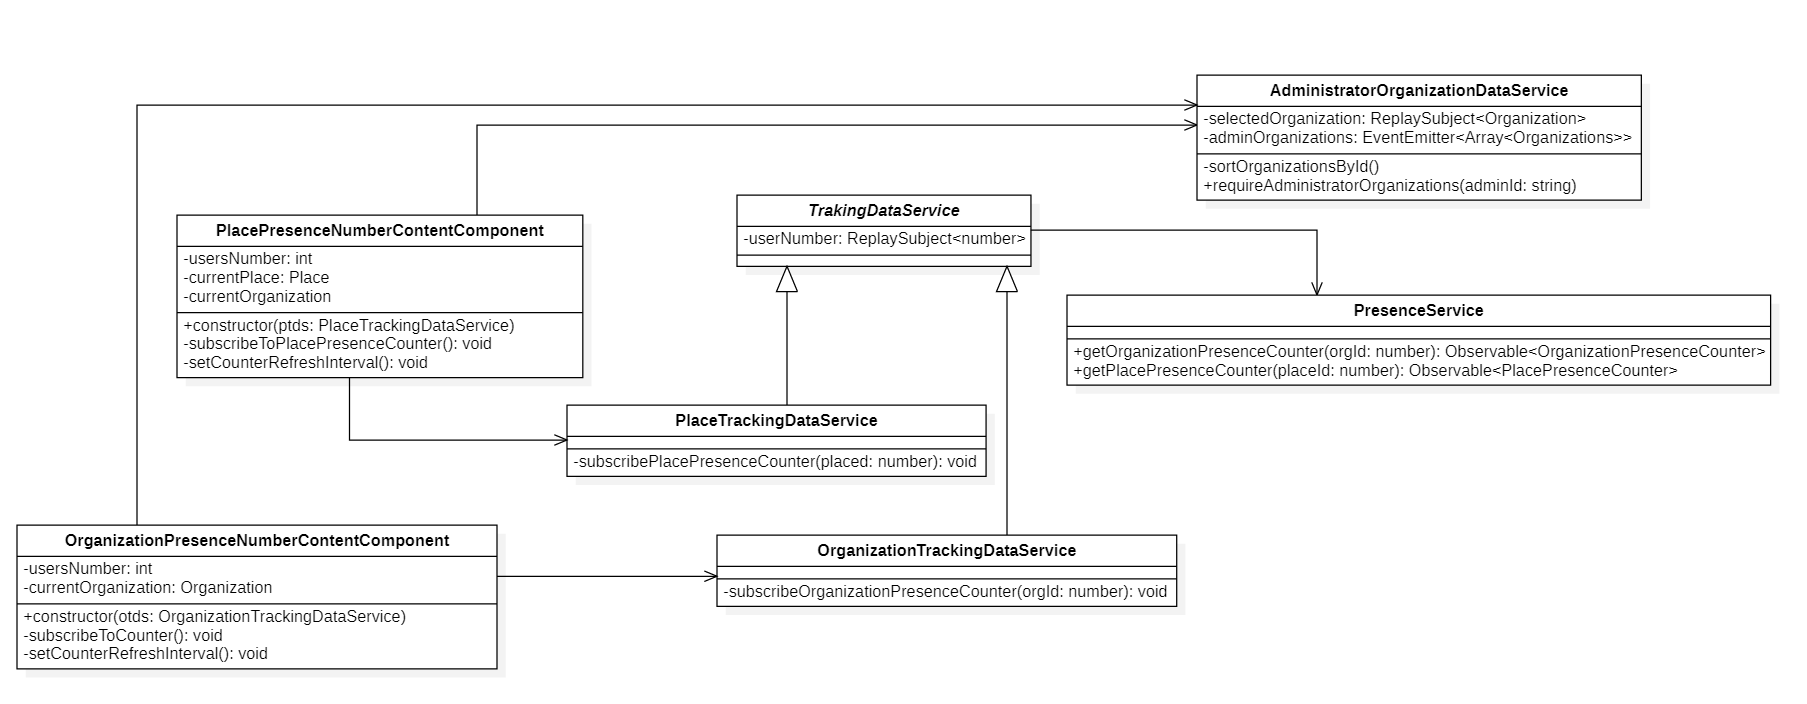 AdministratorOrganizationDataService
-selectedOrganization: ReplaySubject<Organization>
-adminOrganizations: EventEmitter<Array<Organizations>>
-sortOrganizationsById()
+requireAdministratorOrganizations(adminId: string)
TrakingDataService
-userNumber: ReplaySubject<number>
PlacePresenceNumberContentComponent
-usersNumber: int
-currentPlace: Place
-currentOrganization
+constructor(ptds: PlaceTrackingDataService)
-subscribeToPlacePresenceCounter(): void
-setCounterRefreshInterval(): void
PresenceService
+getOrganizationPresenceCounter(orgId: number): Observable<OrganizationPresenceCounter>
+getPlacePresenceCounter(placeId: number): Observable<PlacePresenceCounter>
PlaceTrackingDataService
-subscribePlacePresenceCounter(placed: number): void
OrganizationPresenceNumberContentComponent
-usersNumber: int
-currentOrganization: Organization
+constructor(otds: OrganizationTrackingDataService)
-subscribeToCounter(): void
-setCounterRefreshInterval(): void
OrganizationTrackingDataService
-subscribeOrganizationPresenceCounter(orgId: number): void